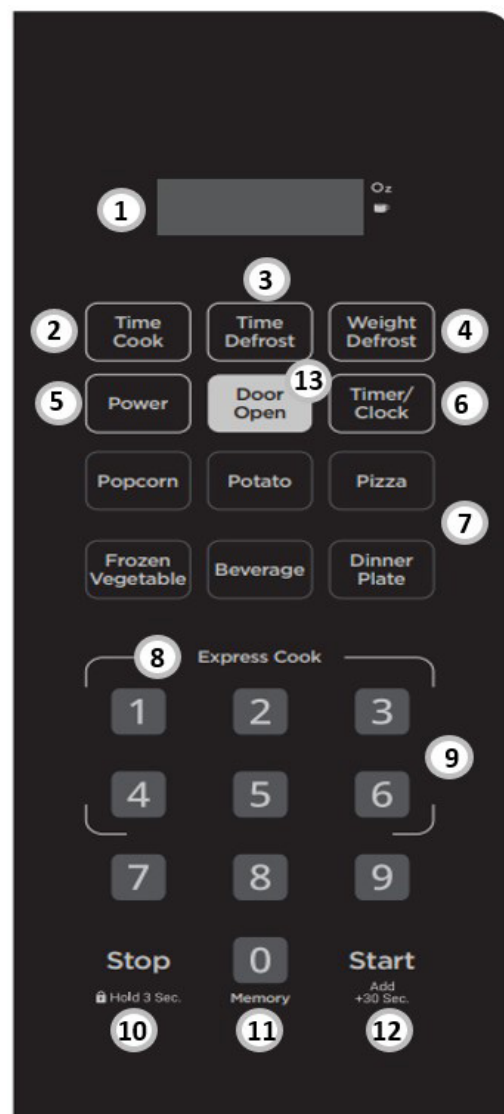 Oz
1
3
2
Time
Cook
Time
Defrost
Weight
Defrost
4
5
Power
Door
Open
13
Timer/
Clock
6
Popcorn
Potato
Pizza
7
Frozen
Vegetable
Beverage
Dinner
Plate
8
Express Cook
1
2
3
9
4
5
6
7
8
9
Stop
0
Start
Hold 3 Sec.
Memory
Add
+30 Sec.
10
11
12